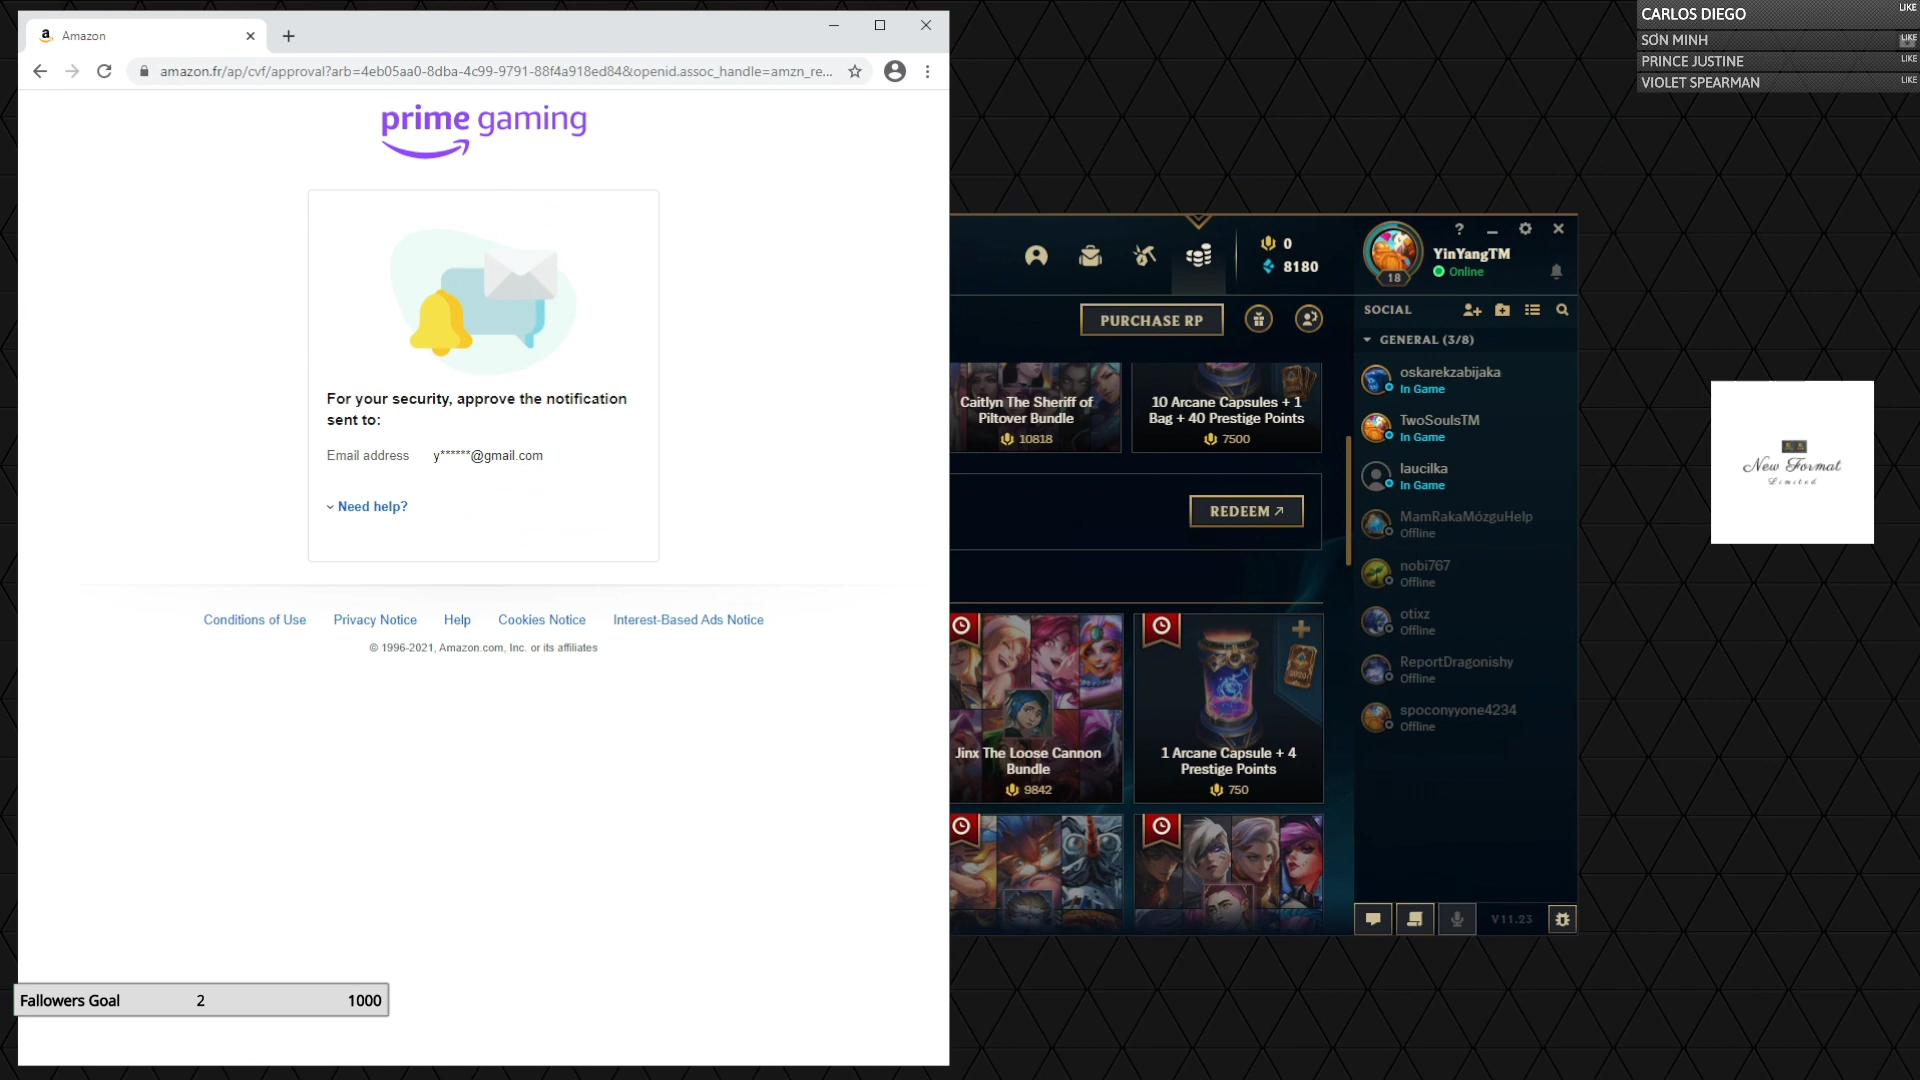 Amazon
amazon.fr/ap/cvf/approval?arb=4eb05aa0-8dba-4c99-9791-88f4a918ed84&openid.assoc_handle=amzn_re...
prime gaming
For your security, approve the notification
sent to:
Email address y******@gmail.com
Need help?
Conditions of Use Privacy Notice Help Cookies Notice Interest-Based Ads Notice
© 1996-2021, Amazon.com, Inc. or its affiliates
Fallowers Goal 2 1000
0
8180
PURCHASE RP
Caitlyn The Sheriff of
Piltover Bundle
10818
10 Arcane Capsules + 1
Bag + 40 Prestige Points
7500
REDEEM
Jinx The Loose Cannon
Bundle
9842
1 Arcane Capsule + 4
Prestige Points
750
?
YinYangTM
Online
18
SOCIAL
GENERAL (3/8)
oskarekzabijaka
In Game
TwoSoulsTM
In Game
laucilka
In Game
MamRakaMózguHelp
Offline
nobi767
Offline
otixz
Offline
ReportDragonishy
Offline
spoconyyone4234
Offline
V11.23
CARLOS DIEGO LIKE
SƠN MINH LIKE
PRINCE JUSTINE LIKE
VIOLET SPEARMAN LIKE
New Format
Limited